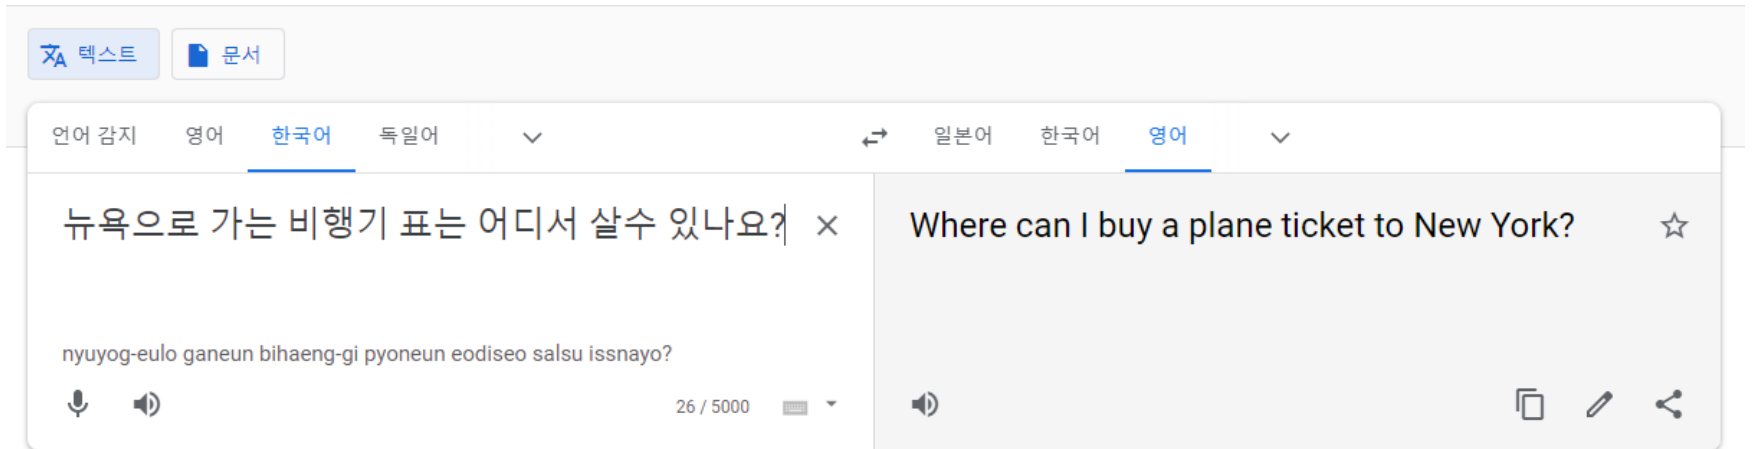 텍스트 문서
언어 감지 영어 한국어 독일어 일본어 한국어 영어
뉴욕으로 가는 비행기 표는 어디서 살수 있나요?
Where can I buy a plane ticket to New York?
nyuyog-eulo ganeun bihaeng-gi pyoneun eodiseo salsu issnayo?
26 / 5000